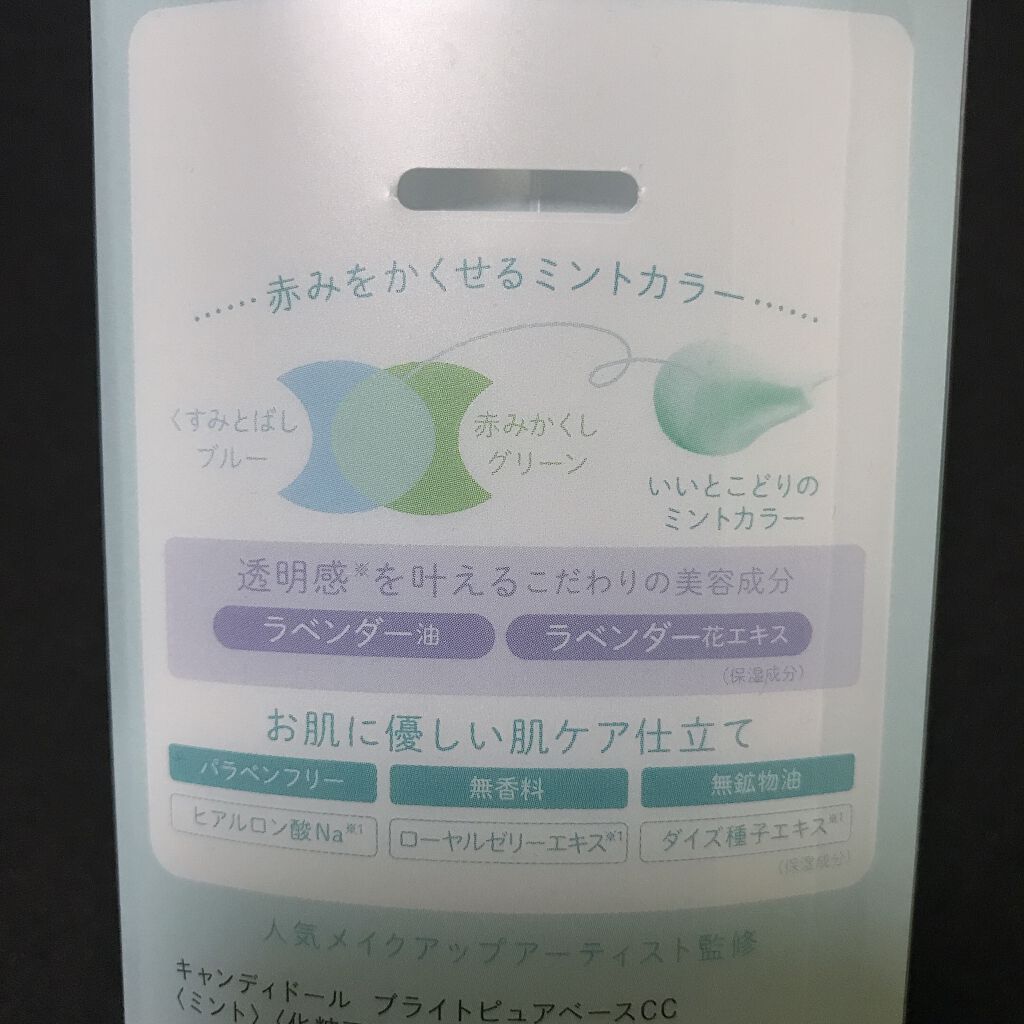 赤みをかくせるミントカラー
くすみとばし
ブルー
赤みかくし
グリーン
いいとこどりの
ミントカラー
透明感※を叶えるこだわりの美容成分
ラベンダー油
ラベンダー花エキス
(保湿成分)
お肌に優しい肌ケア仕立て
パラベンフリー
無香料
無鉱物油
ヒアルロン酸Na※1
ローヤルゼリーエキス※1
ダイズ種子エキス※1
(保湿成分)
人気メイクアップアーティスト監修
キャンディドール ブライトピュアベースCC
〈ミント〉